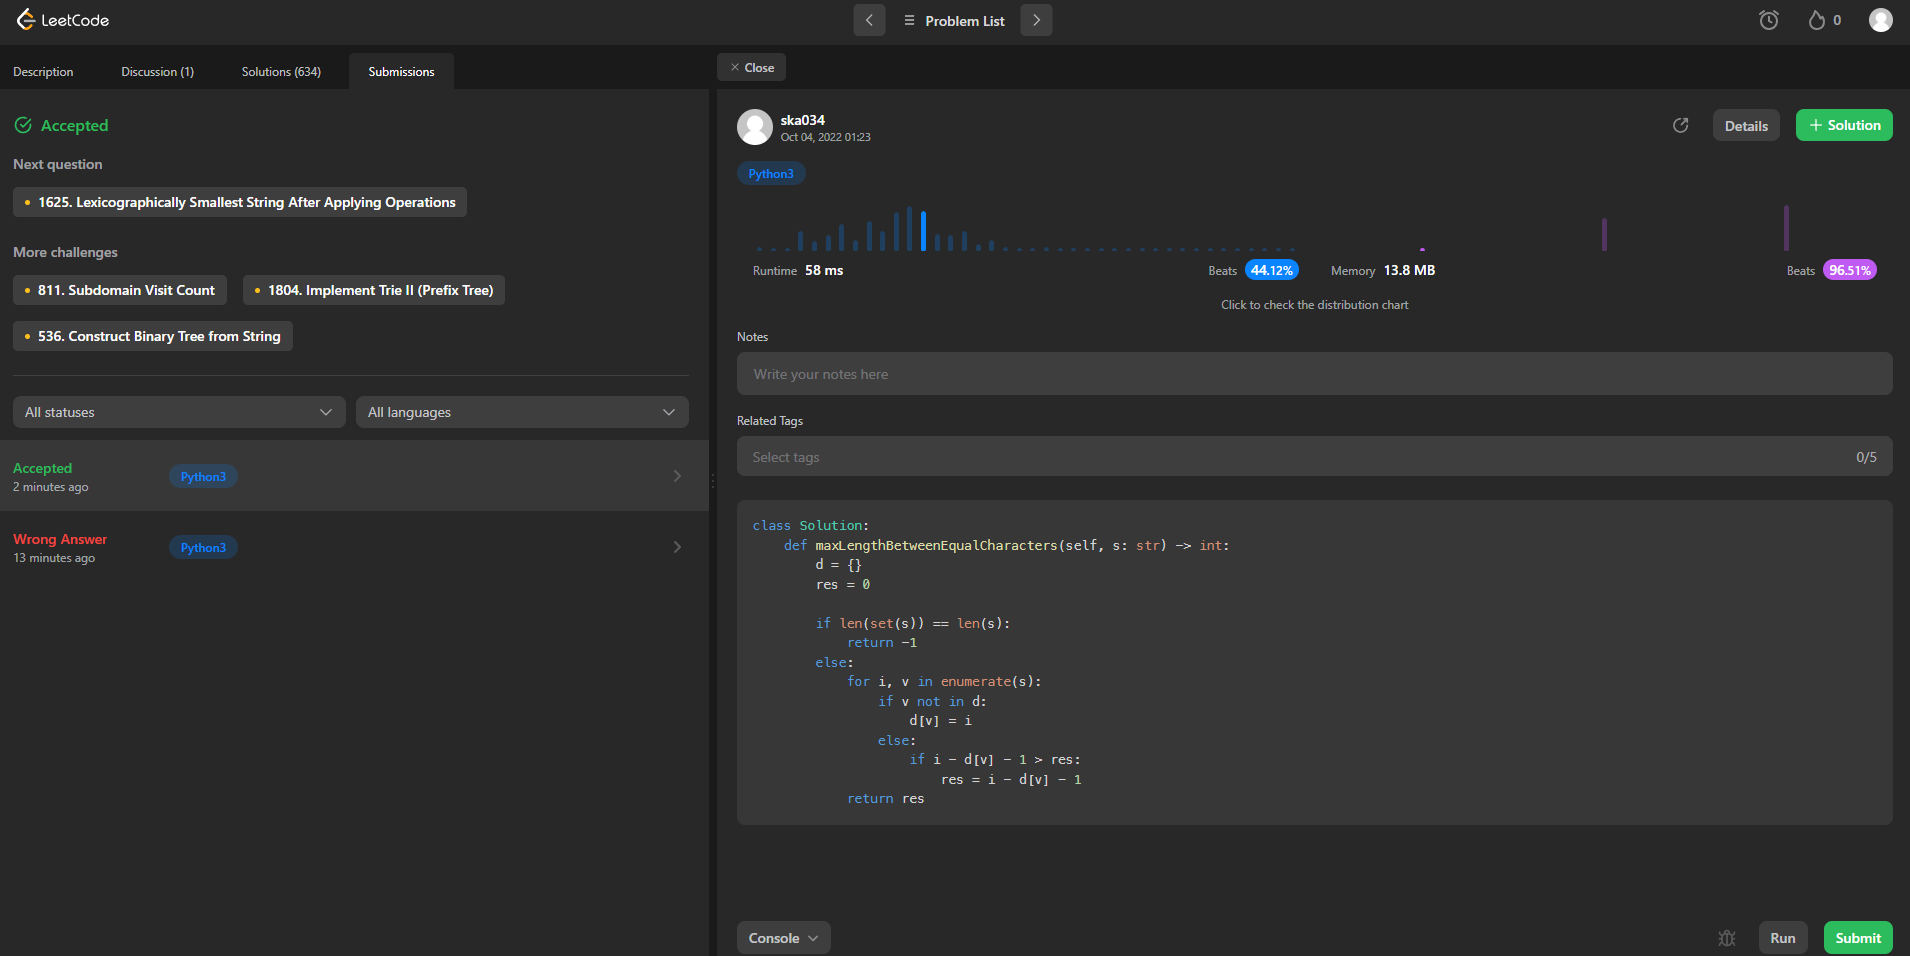 LeetCode
Problem List
0
Description
Discussion (1)
Solutions (634)
Submissions
Close
Accepted
Next question
1625. Lexicographically Smallest String After Applying Operations
More challenges
811. Subdomain Visit Count
1804. Implement Trie II (Prefix Tree)
536. Construct Binary Tree from String
All statuses
All languages
Accepted
2 minutes ago
Python3
Wrong Answer
13 minutes ago
Python3
ska034
Oct 04, 2022 01:23
Details
+ Solution
Python3
Runtime 58 ms
Beats 44.12%
Memory 13.8 MB
Beats 96.51%
Click to check the distribution chart
Notes
Write your notes here
Related Tags
Select tags
0/5
class Solution:
    def maxLengthBetweenEqualCharacters(self, s: str) -> int:
        d = {}
        res = 0

        if len(set(s)) == len(s):
            return -1
        else:
            for i, v in enumerate(s):
                if v not in d:
                    d[v] = i
                else:
                    if i - d[v] - 1 > res:
                        res = i - d[v] - 1
            return res
Console
Run
Submit